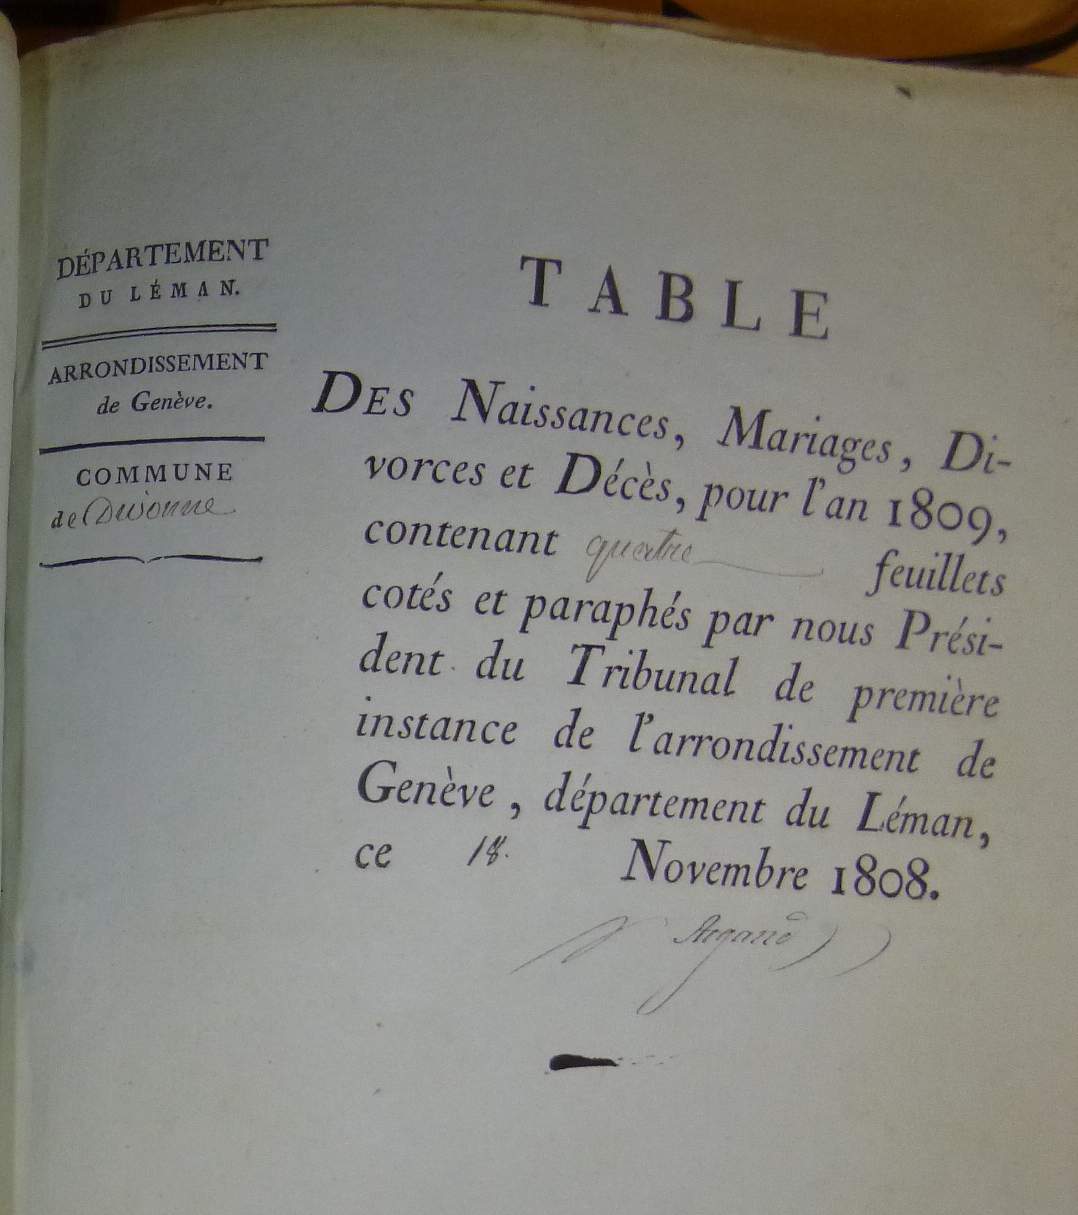 DÉPARTEMENT
DU LÉMAN.
ARRONDISSEMENT
de Genève.
COMMUNE
de Divonne
TABLE
DES Naissances, Mariages, Di-
vorces et Décès, pour l'an 1809,
contenant quatre feuillets
cotés et paraphés par nous Prési-
dent du Tribunal de première
instance de l'arrondissement de
Genève, département du Léman,
ce 18. Novembre 1808.
Argand